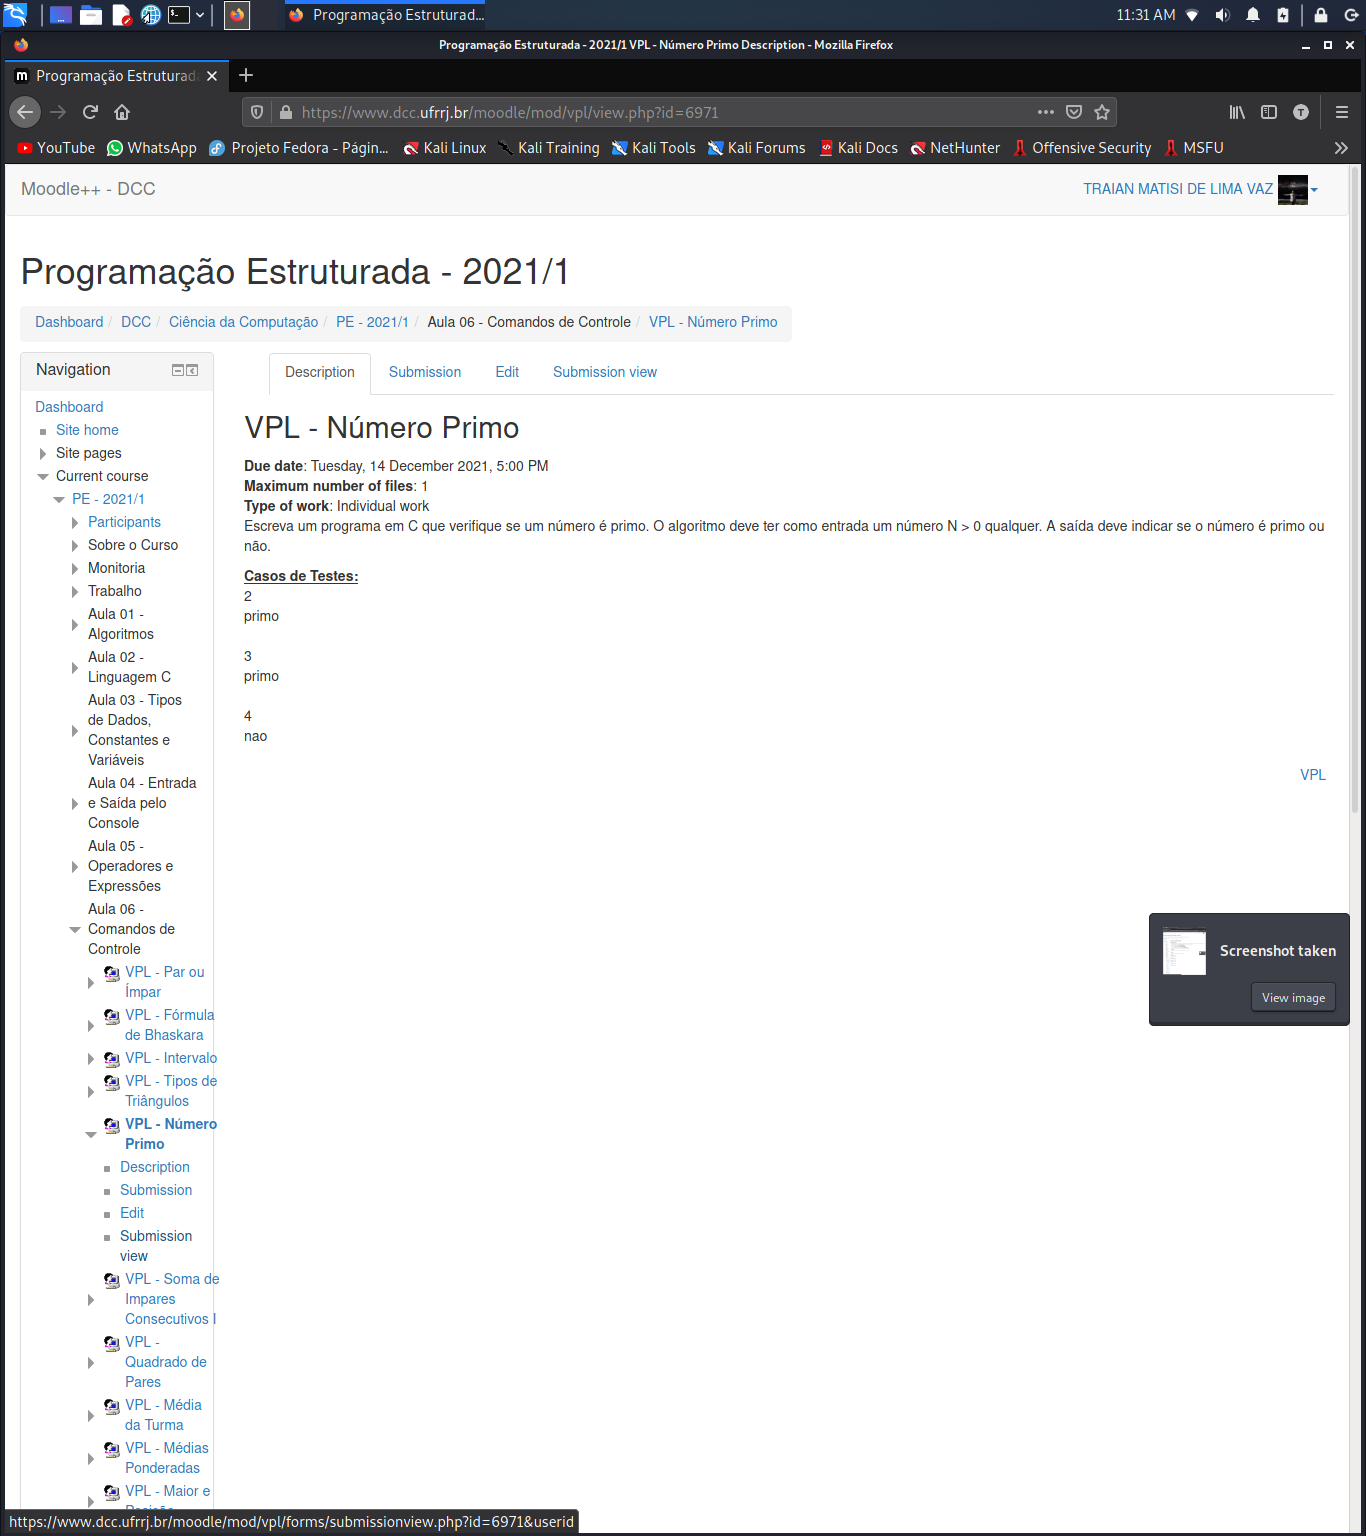 11:31 AM
Programação Estruturad...
Programação Estruturada - 2021/1 VPL - Número Primo Description - Mozilla Firefox
Programação Estruturada
https://www.dcc.ufrrj.br/moodle/mod/vpl/view.php?id=6971
T
YouTube WhatsApp Projeto Fedora - Págin... Kali Linux Kali Training Kali Tools Kali Forums Kali Docs NetHunter Offensive Security MSFU
Moodle++ - DCC
TRAIAN MATISI DE LIMA VAZ
Programação Estruturada - 2021/1
Dashboard / DCC / Ciência da Computação / PE - 2021/1 / Aula 06 - Comandos de Controle / VPL - Número Primo
Navigation
Dashboard
Site home
Site pages
Current course
PE - 2021/1
Participants
Sobre o Curso
Monitoria
Trabalho
Aula 01 -
Algoritmos
Aula 02 -
Linguagem C
Aula 03 - Tipos
de Dados,
Constantes e
Variáveis
Aula 04 - Entrada
e Saída pelo
Console
Aula 05 -
Operadores e
Expressões
Aula 06 -
Comandos de
Controle
VPL - Par ou
Ímpar
VPL - Fórmula
de Bhaskara
VPL - Intervalo
VPL - Tipos de
Triângulos
VPL - Número
Primo
Description
Submission
Edit
Submission
view
VPL - Soma de
Impares
Consecutivos I
VPL -
Quadrado de
Pares
VPL - Média
da Turma
VPL - Médias
Ponderadas
VPL - Maior e
Description Submission Edit Submission view
VPL - Número Primo
Due date: Tuesday, 14 December 2021, 5:00 PM
Maximum number of files: 1
Type of work: Individual work
Escreva um programa em C que verifique se um número é primo. O algoritmo deve ter como entrada um número N > 0 qualquer. A saída deve indicar se o número é primo ou
não.
Casos de Testes:
2
primo
3
primo
4
nao
VPL
Screenshot taken
View image
https://www.dcc.ufrrj.br/moodle/mod/vpl/forms/submissionview.php?id=6971&userid